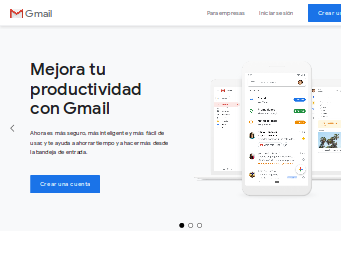 Gmail
Para empresas
Iniciar sesión
Crear u
Mejora tu
productividad
con Gmail
Ahora es más seguro, más inteligente y más fácil de
usar, y te ayuda a ahorrar tiempo y a hacer más desde
la bandeja de entrada.
Crear una cuenta